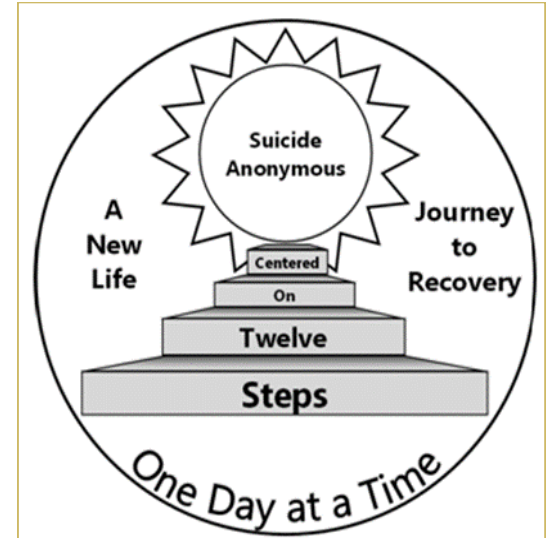 Suicide
Anonymous
A
New
Life
Journey
to
Recovery
Centered
On
Twelve
Steps
One Day at a Time